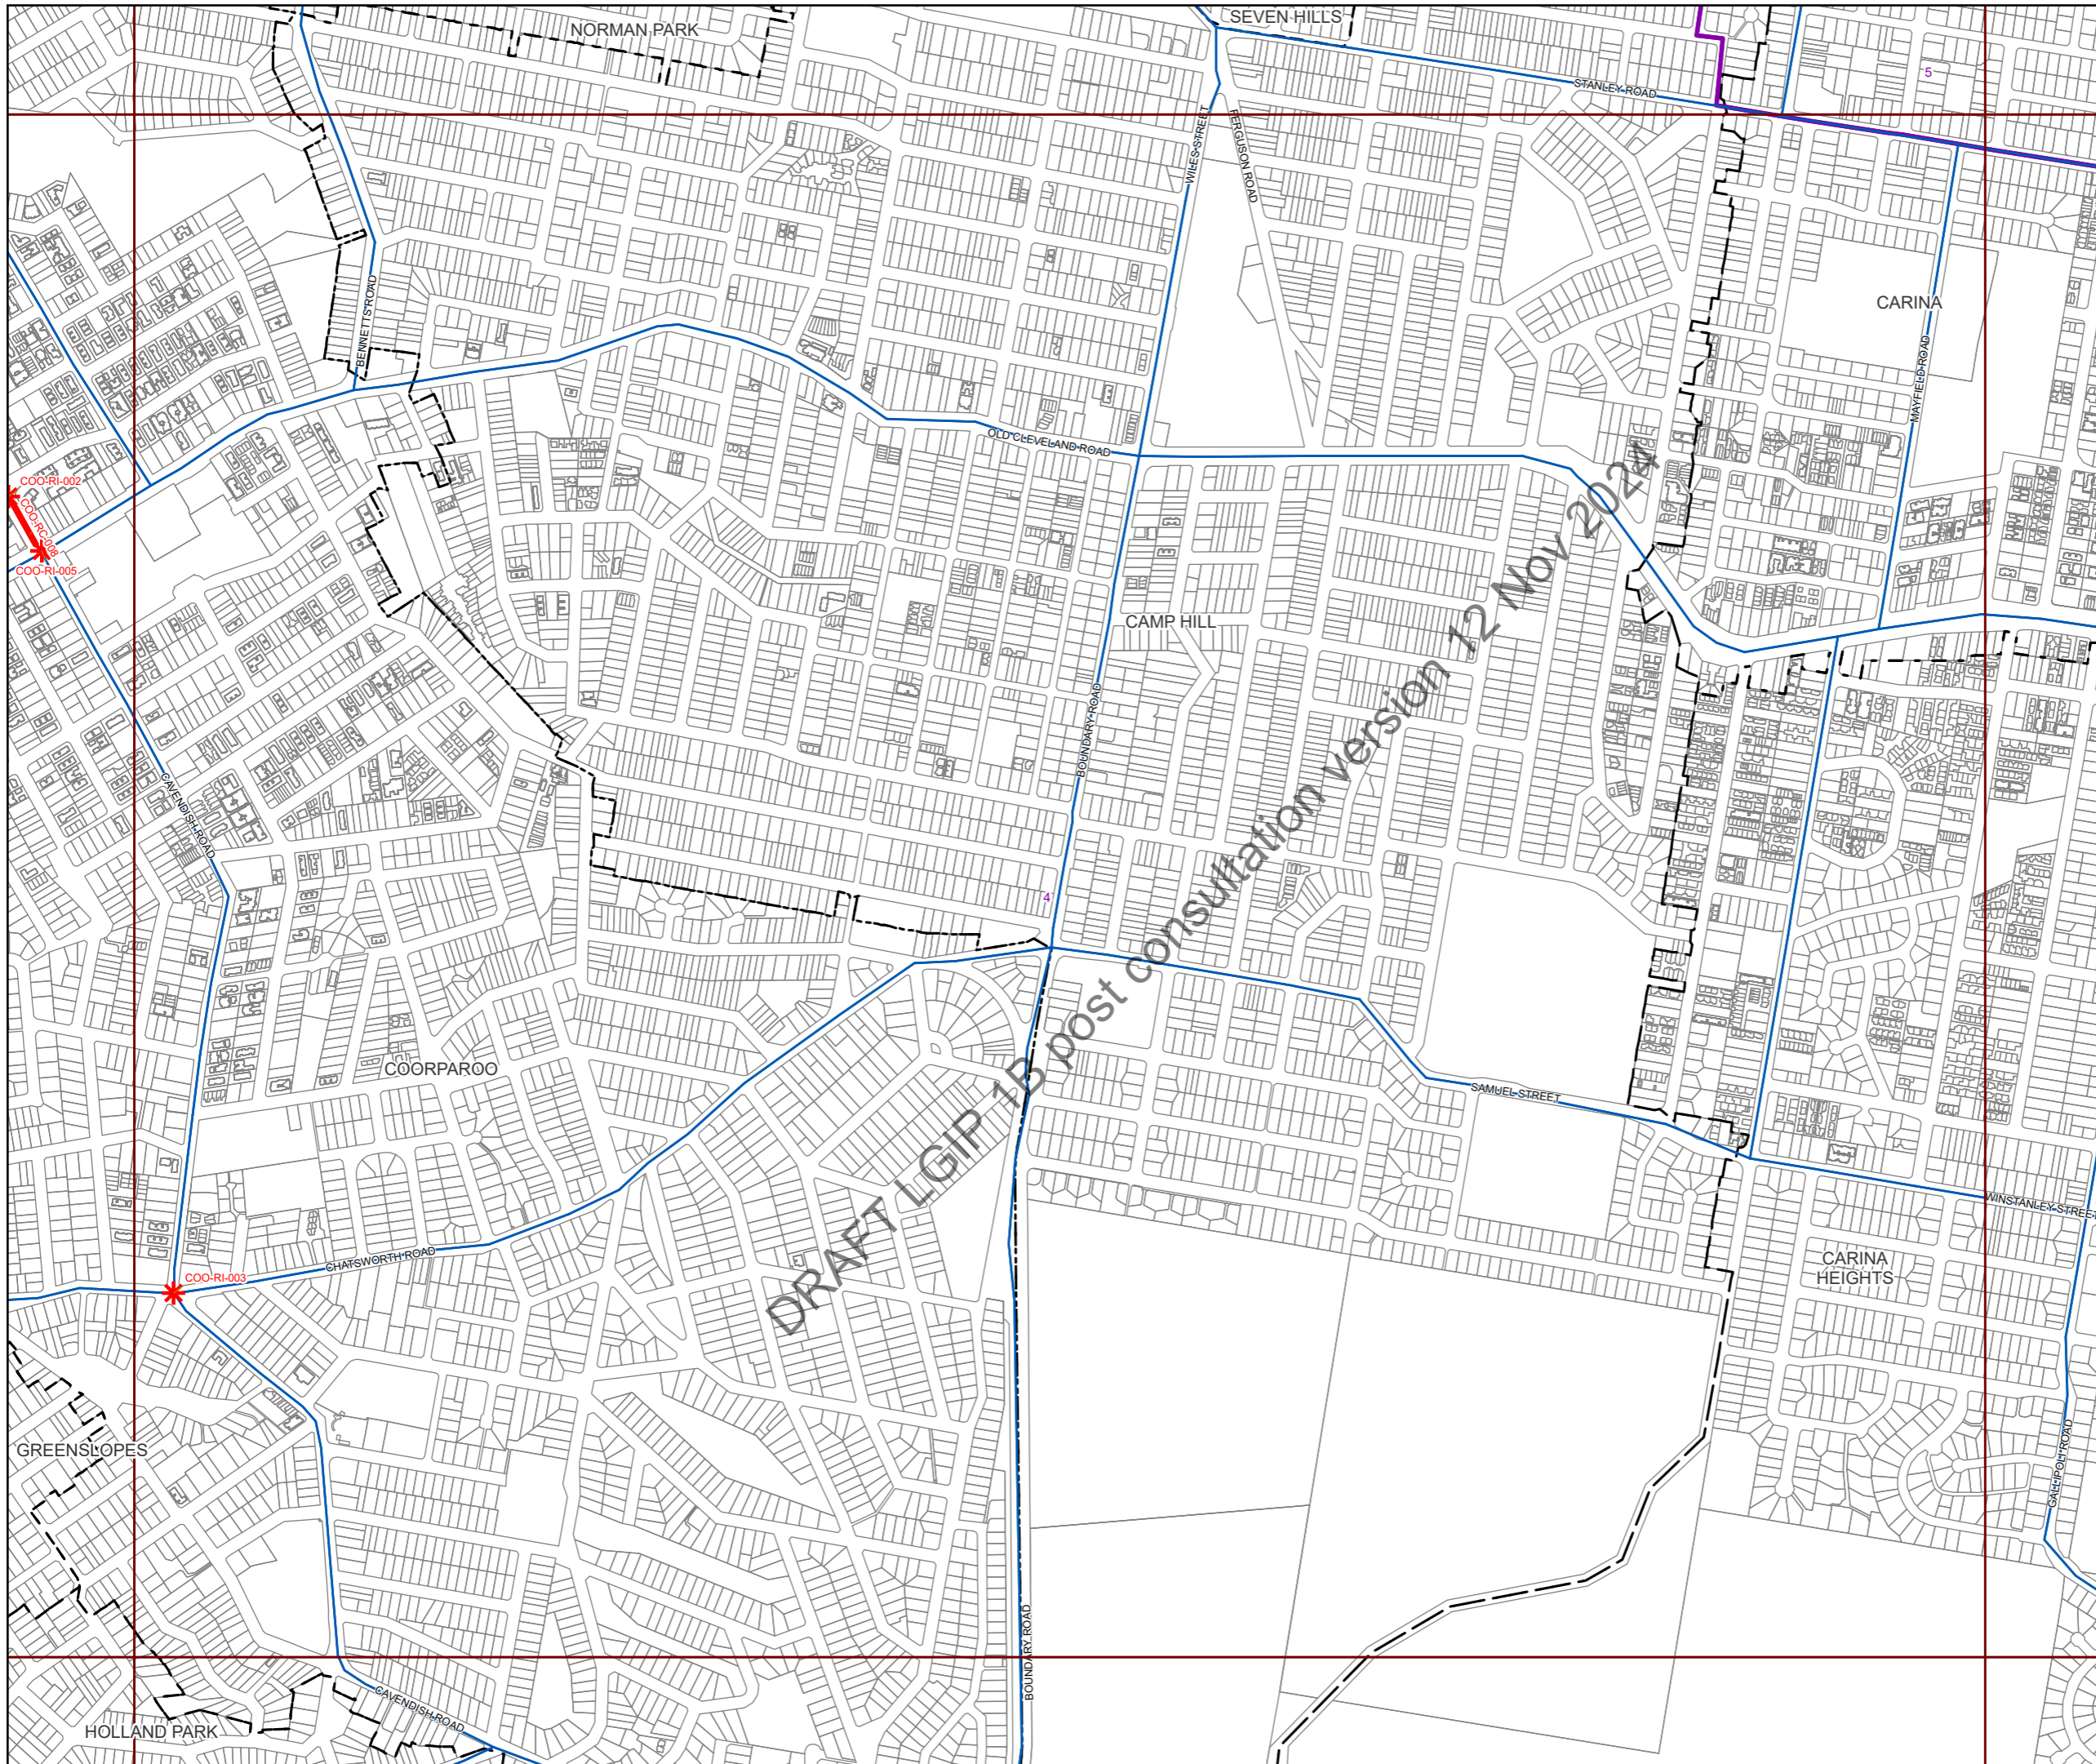 NORMAN PARK
SEVEN HILLS
STANLEY ROAD
5
WILES STREET
FERGUSON ROAD
BENNETTS ROAD
CARINA
MAYFIELD ROAD
OLD CLEVELAND ROAD
COO-RI-002
COO-RC-008
COO-RI-005
CAMP HILL
BOUNDARY ROAD
CAVENDISH ROAD
4
DRAFT LGIP 1B post consultation version 12 Nov 2024
COORPAROO
SAMUEL STREET
WINSTANLEY STREET
CHATSWORTH ROAD
COO-RI-003
CARINA
HEIGHTS
GREENSLOPES
GALLIPOLI ROAD
BOUNDARY ROAD
CAVENDISH ROAD
HOLLAND PARK